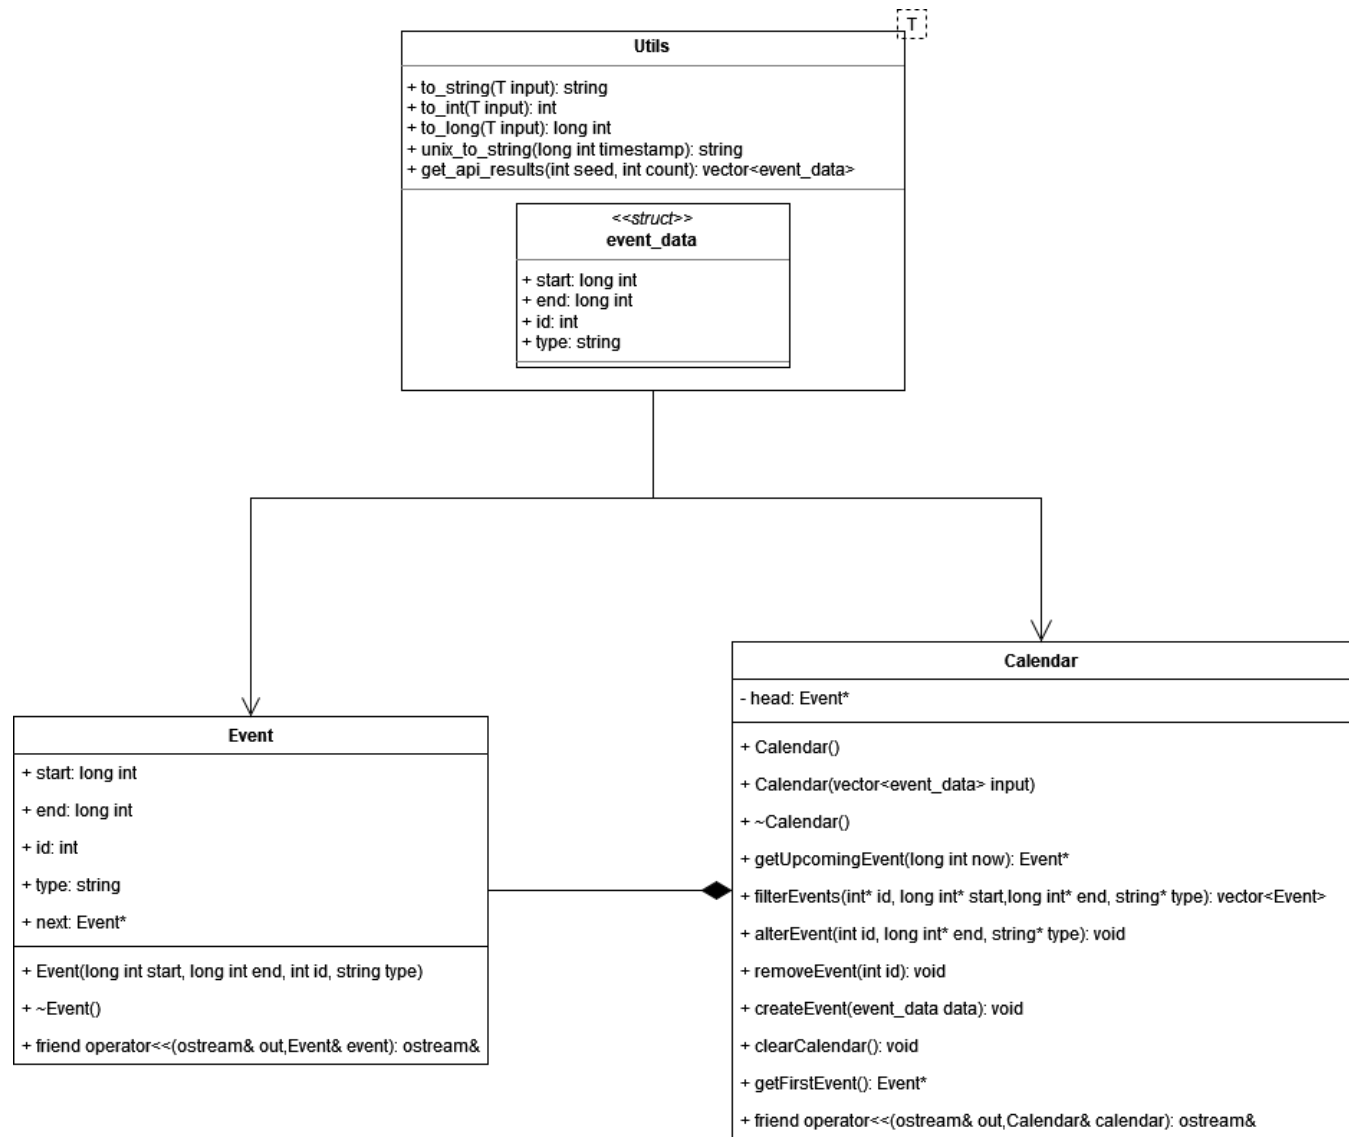 T
Utils
+ to_string(T input): string
+ to_int(T input): int
+ to_long(T input): long int
+ unix_to_string(long int timestamp): string
+ get_api_results(int seed, int count): vector<event_data>
<<struct>>
event_data
+ start: long int
+ end: long int
+ id: int
+ type: string
Event
+ start: long int
+ end: long int
+ id: int
+ type: string
+ next: Event*
+ Event(long int start, long int end, int id, string type)
+ ~Event()
+ friend operator<<(ostream& out,Event& event): ostream&
Calendar
- head: Event*
+ Calendar()
+ Calendar(vector<event_data> input)
+ ~Calendar()
+ getUpcomingEvent(long int now): Event*
+ filterEvents(int* id, long int* start,long int* end, string* type): vector<Event>
+ alterEvent(int id, long int* end, string* type): void
+ removeEvent(int id): void
+ createEvent(event_data data): void
+ clearCalendar(): void
+ getFirstEvent(): Event*
+ friend operator<<(ostream& out,Calendar& calendar): ostream&